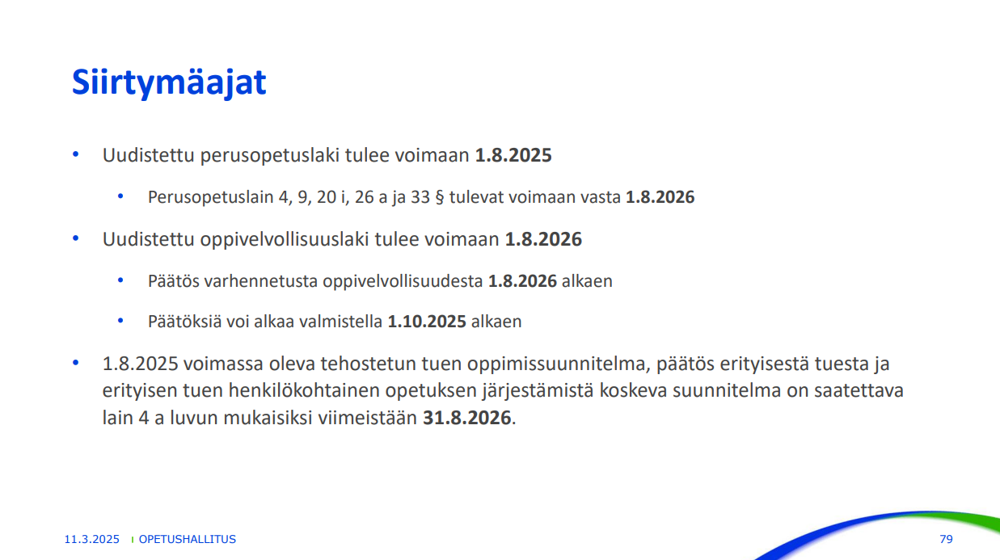 Siirtymäajat
• Uudistettu perusopetuslaki tulee voimaan 1.8.2025
• Perusopetuslain 4, 9, 20 i, 26 a ja 33 § tulevat voimaan vasta 1.8.2026
• Uudistettu oppivelvollisuuslaki tulee voimaan 1.8.2026
• Päätös varhennetusta oppivelvollisuudesta 1.8.2026 alkaen
• Päätöksiä voi alkaa valmistella 1.10.2025 alkaen
• 1.8.2025 voimassa oleva tehostetun tuen oppimissuunnitelma, päätös erityisestä tuesta ja
erityisen tuen henkilökohtainen opetuksen järjestämistä koskeva suunnitelma on saatettava
lain 4 a luvun mukaisiksi viimeistään 31.8.2026.
11.3.2025 | OPETUSHALLITUS 79